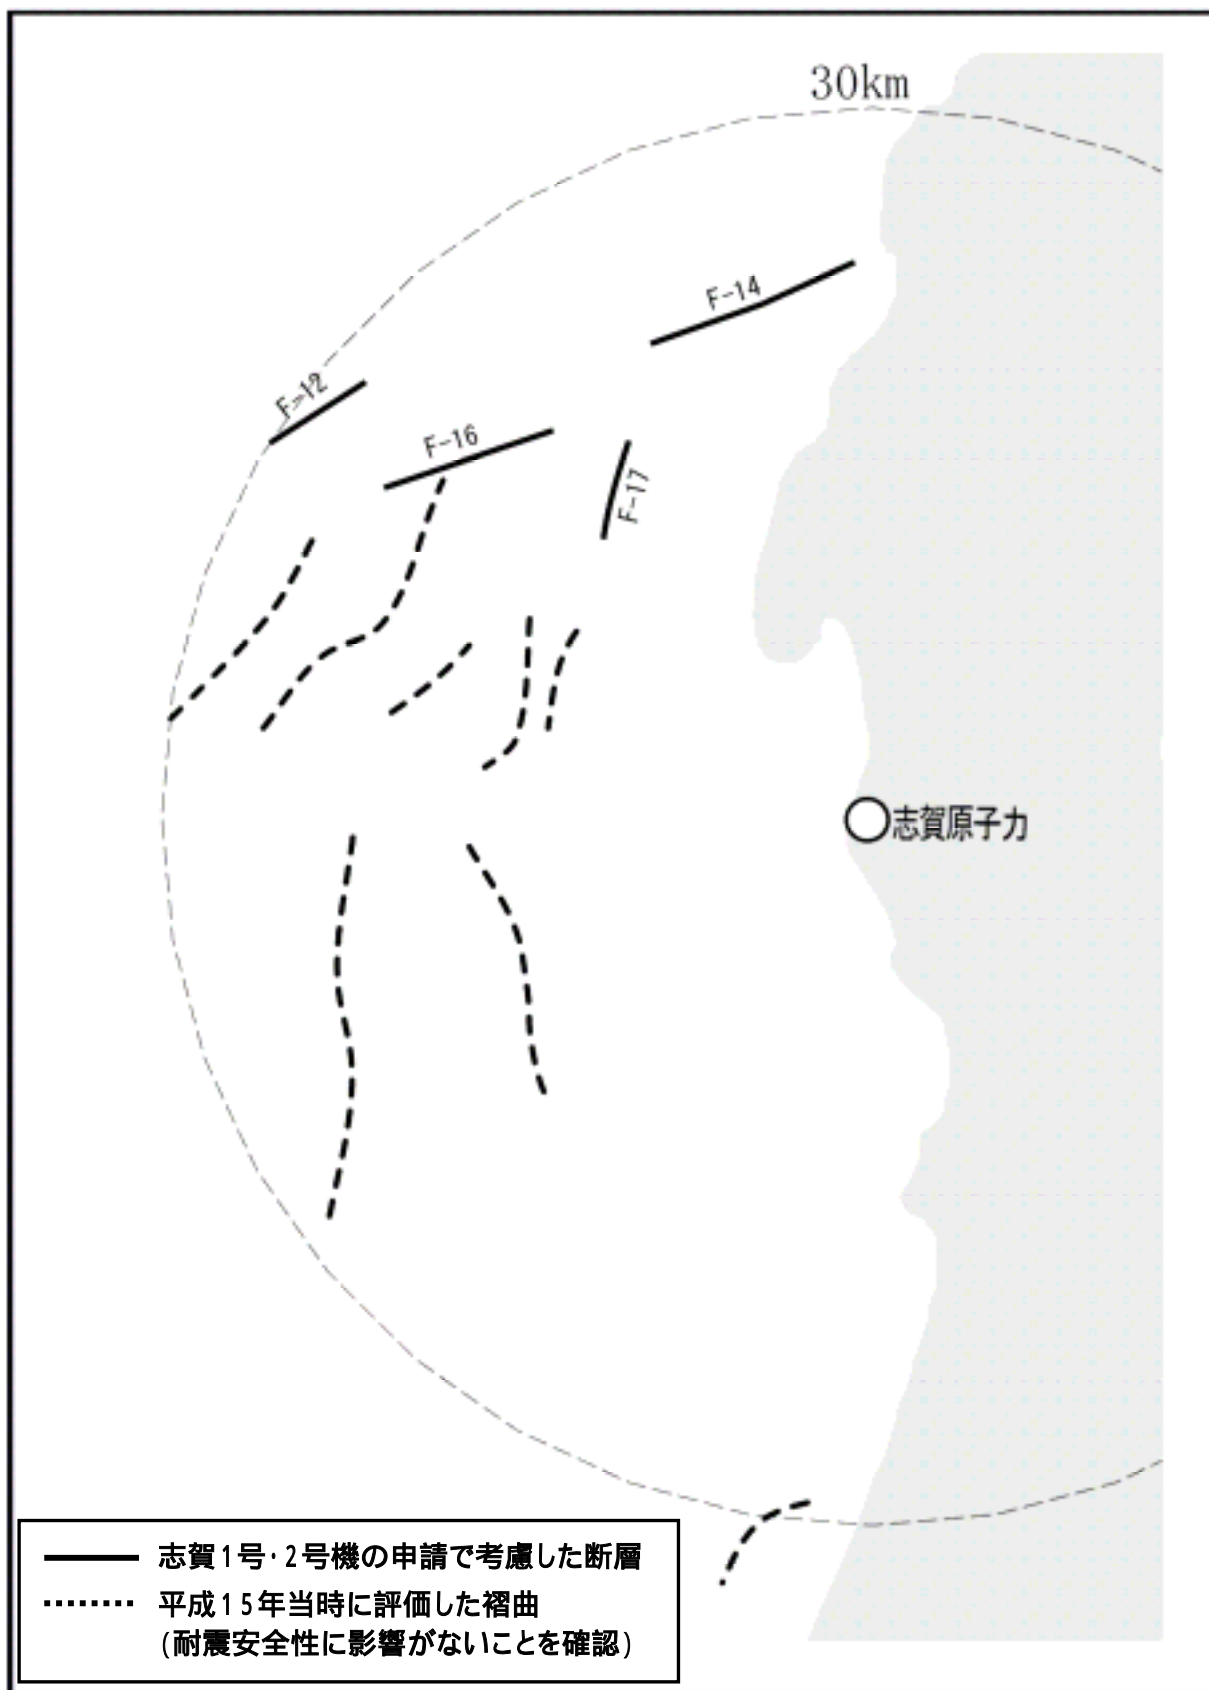 30km
F-14
F-12
F-16
F-17
志賀原子力
志賀1号・2号機の申請で考慮した断層
平成15年当時に評価した褶曲
(耐震安全性に影響がないことを確認)